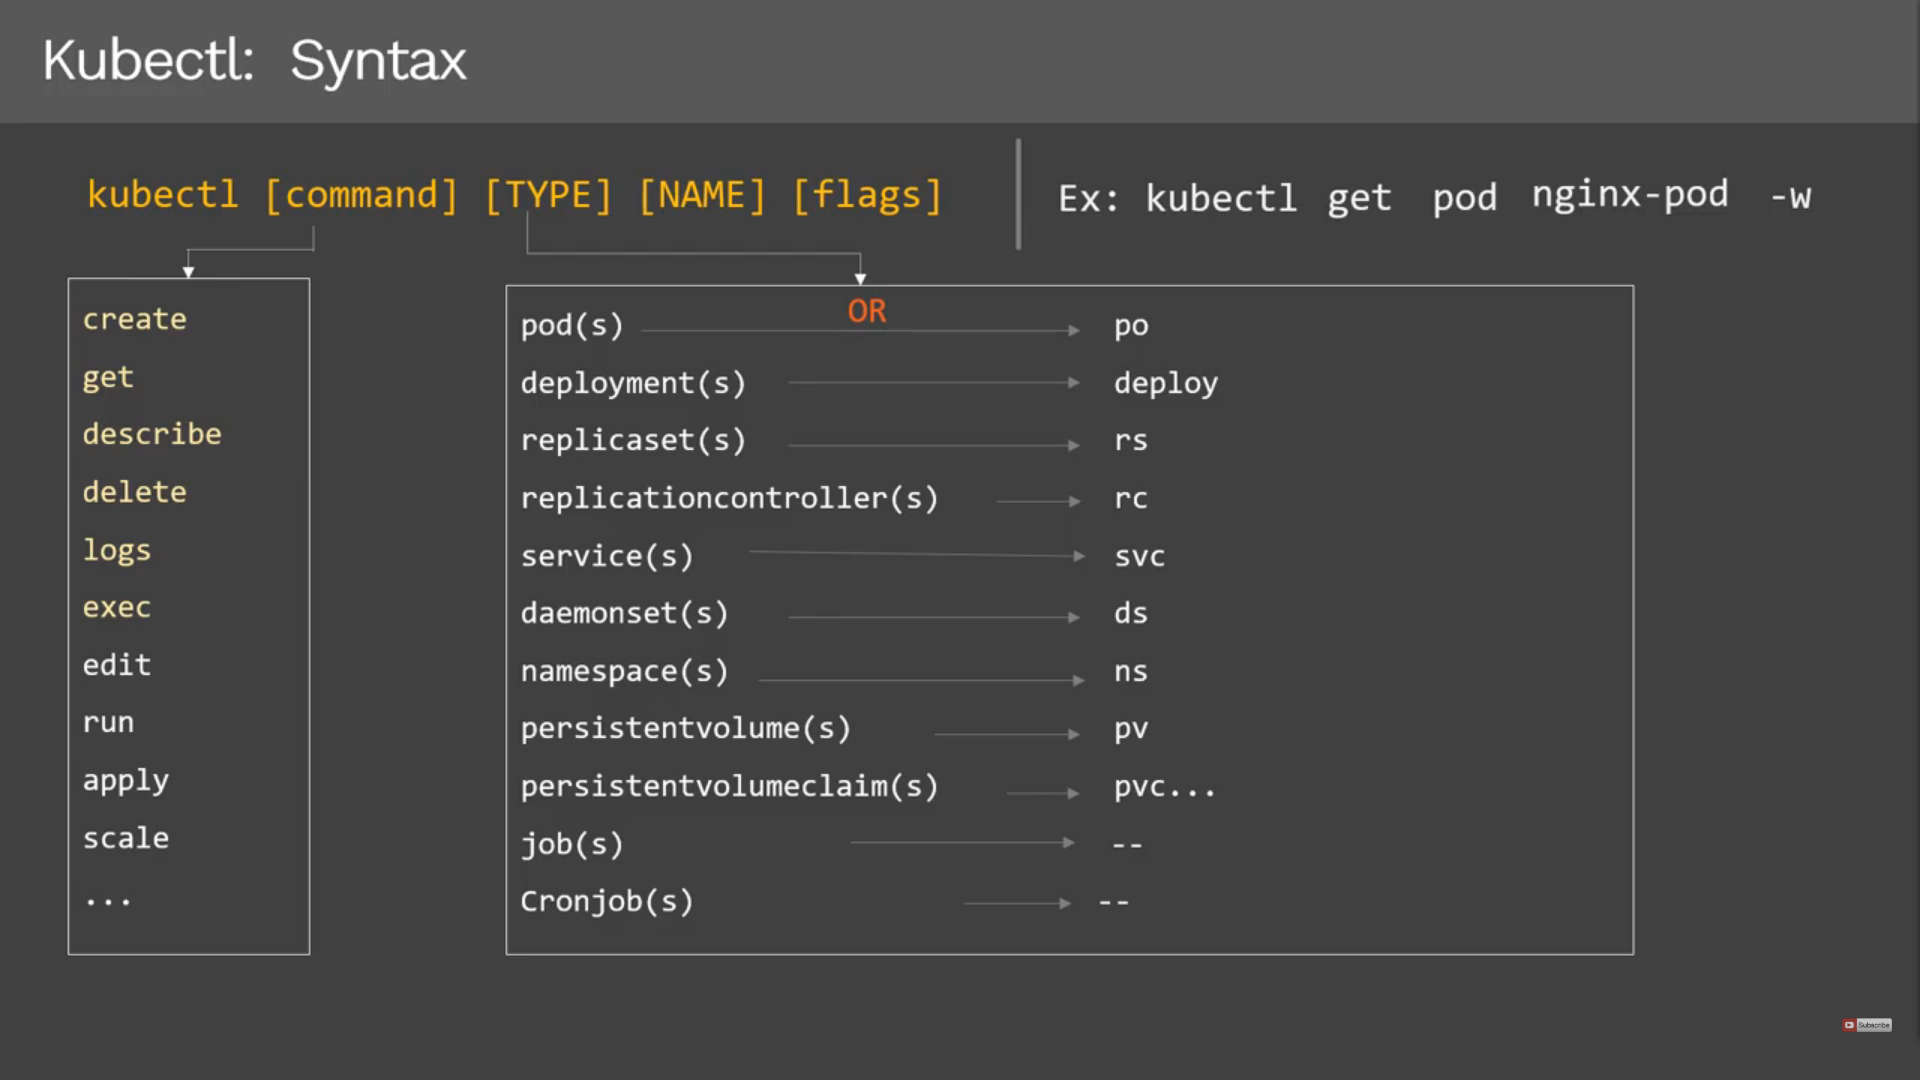 Kubectl: Syntax
kubectl [command] [TYPE] [NAME] [flags]
Ex: kubectl get pod nginx-pod -w
create
get
describe
delete
logs
exec
edit
run
apply
scale
...
OR
pod(s) po
deployment(s) deploy
replicaset(s) rs
replicationcontroller(s) rc
service(s) svc
daemonset(s) ds
namespace(s) ns
persistentvolume(s) pv
persistentvolumeclaim(s) pvc...
job(s) --
Cronjob(s) --
Subscribe